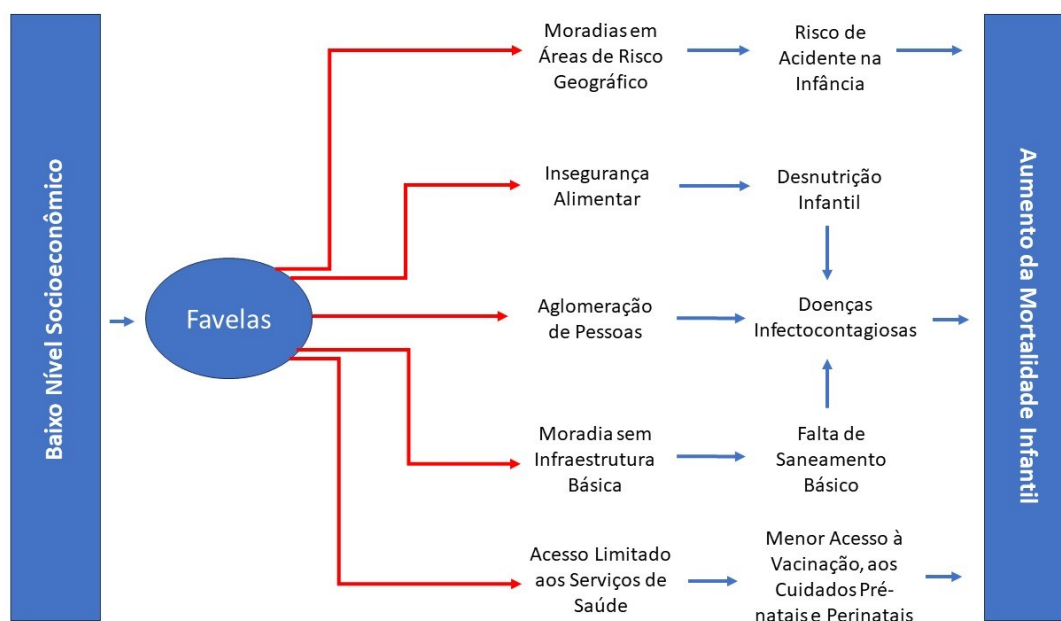 Baixo Nível Socioeconômico
Favelas
Moradias em
Áreas de Risco
Geográfico
Risco de
Acidente na
Infância
Insegurança
Alimentar
Desnutrição
Infantil
Aglomeração
de Pessoas
Doenças
Infectocontagiosas
Moradia sem
Infraestrutura
Básica
Falta de
Saneamento
Básico
Acesso Limitado
aos Serviços de
Saúde
Menor Acesso à
Vacinação, aos
Cuidados Pré-
natais e Perinatais
Aumento da Mortalidade Infantil